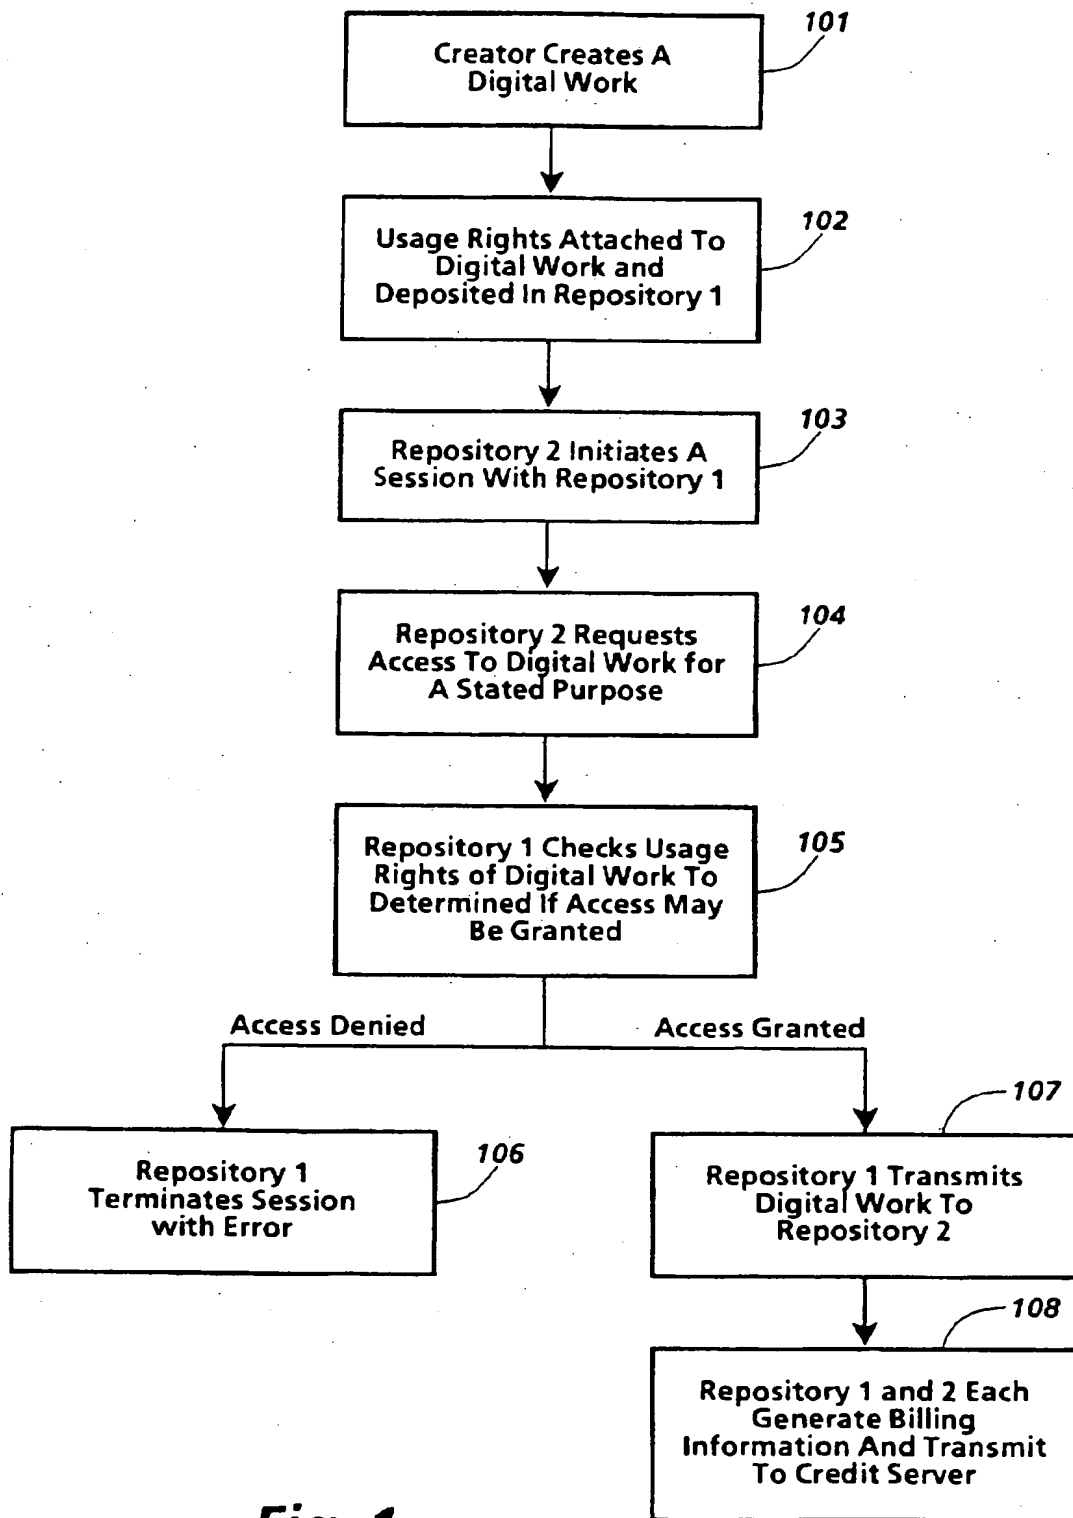 101
Creator Creates A
Digital Work
102
Usage Rights Attached To
Digital Work and
Deposited In Repository 1
103
Repository 2 Initiates A
Session With Repository 1
104
Repository 2 Requests
Access To Digital Work for
A Stated Purpose
105
Repository 1 Checks Usage
Rights of Digital Work To
Determined If Access May
Be Granted
Access Denied
Access Granted
106
Repository 1
Terminates Session
with Error
107
Repository 1 Transmits
Digital Work To
Repository 2
108
Repository 1 and 2 Each
Generate Billing
Information And Transmit
To Credit Server
Fig. 1